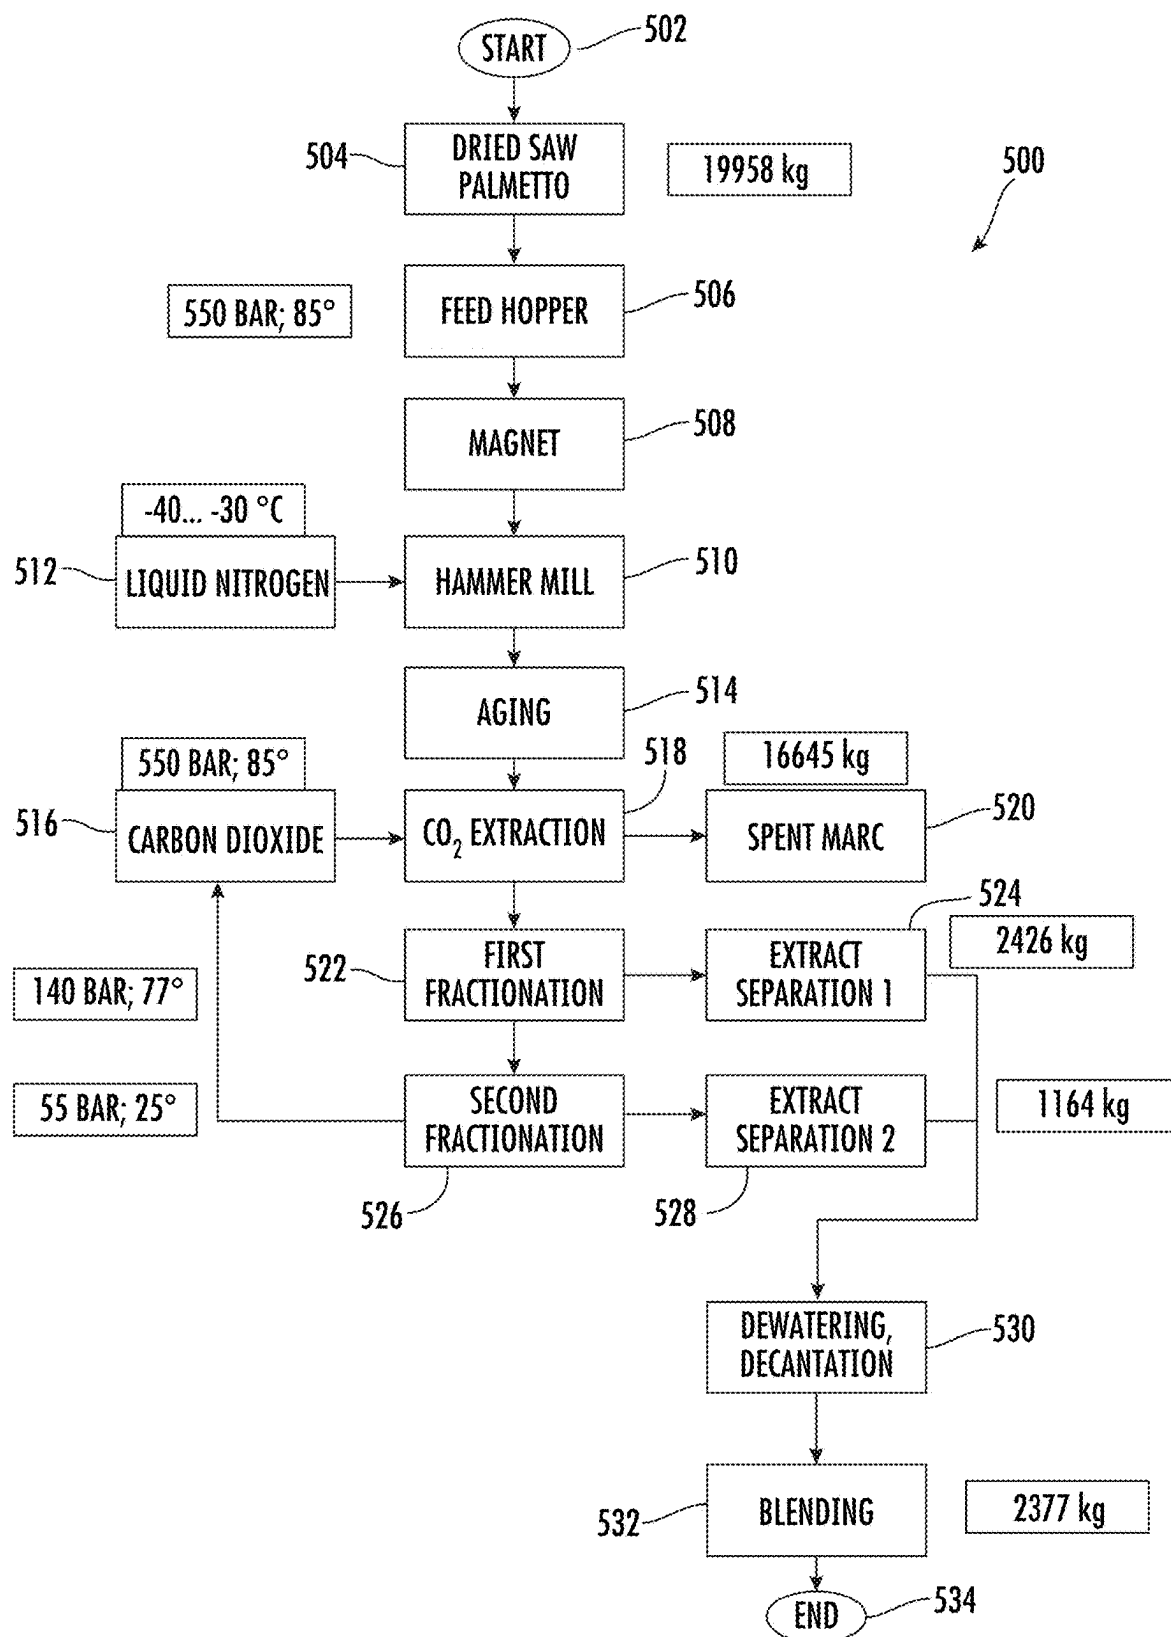 START
502
504
DRIED SAW
PALMETTO
19958 kg
500
550 BAR; 85°
FEED HOPPER
506
MAGNET
508
-40... -30 °C
512
LIQUID NITROGEN
HAMMER MILL
510
AGING
514
550 BAR; 85°
518
16645 kg
516
CARBON DIOXIDE
CO₂ EXTRACTION
SPENT MARC
520
524
140 BAR; 77°
522
FIRST
FRACTIONATION
EXTRACT
SEPARATION 1
2426 kg
55 BAR; 25°
SECOND
FRACTIONATION
526
EXTRACT
SEPARATION 2
528
1164 kg
DEWATERING,
DECANTATION
530
532
BLENDING
2377 kg
END
534